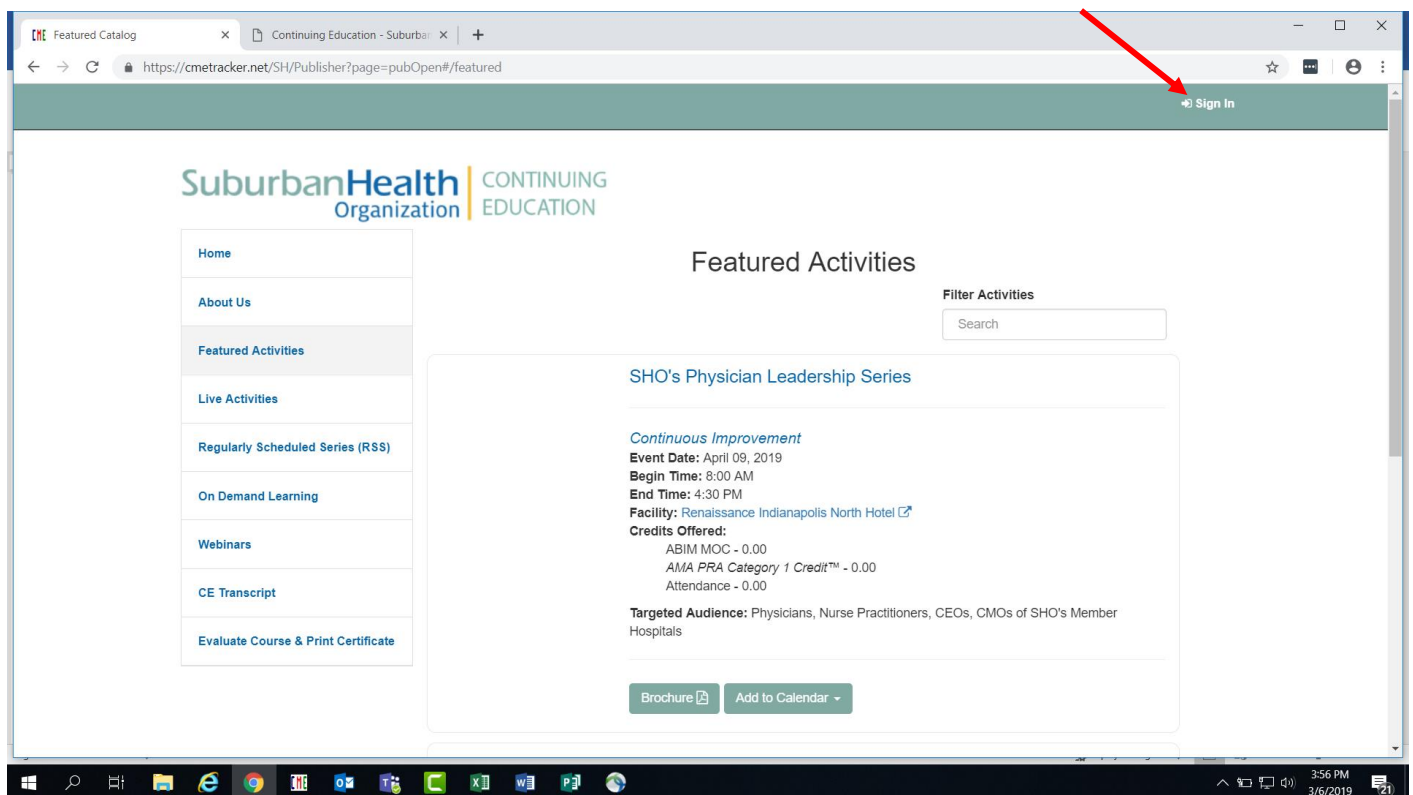 CME Featured Catalog
Continuing Education - Suburba
https://cmetracker.net/SH/Publisher?page=pubOpen#/featured
Sign In
SuburbanHealth
Organization
CONTINUING
EDUCATION
Home
About Us
Featured Activities
Live Activities
Regularly Scheduled Series (RSS)
On Demand Learning
Webinars
CE Transcript
Evaluate Course & Print Certificate
Featured Activities
Filter Activities
Search
SHO's Physician Leadership Series
Continuous Improvement
Event Date: April 09, 2019
Begin Time: 8:00 AM
End Time: 4:30 PM
Facility: Renaissance Indianapolis North Hotel
Credits Offered:
ABIM MOC - 0.00
AMA PRA Category 1 Credit™ - 0.00
Attendance - 0.00
Targeted Audience: Physicians, Nurse Practitioners, CEOs, CMOs of SHO's Member
Hospitals
Brochure
Add to Calendar
CME
3:56 PM
3/6/2019
21